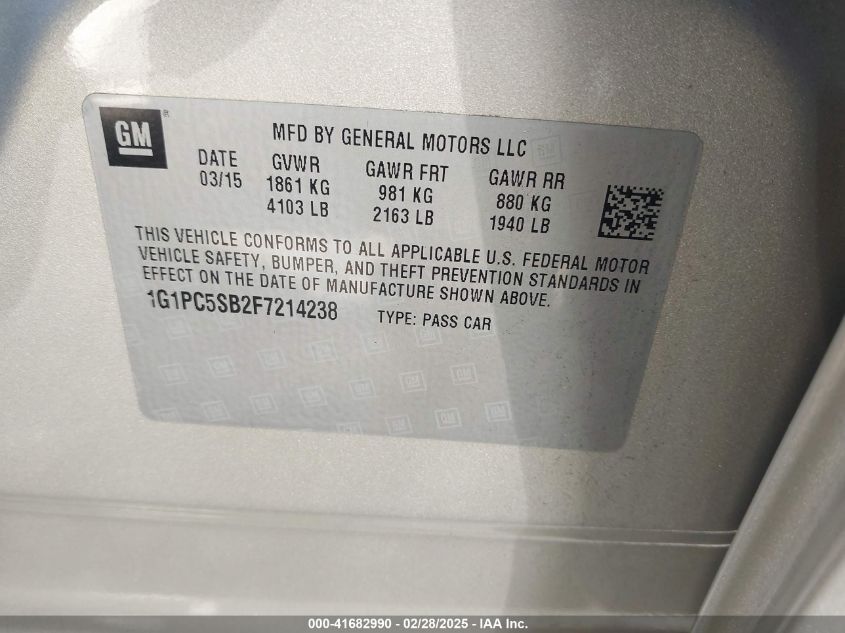 GM ®
MFD BY GENERAL MOTORS LLC
DATE GVWR GAWR FRT GAWR RR
03/15 1861 KG 981 KG 880 KG
4103 LB 2163 LB 1940 LB
THIS VEHICLE CONFORMS TO ALL APPLICABLE U.S. FEDERAL MOTOR
VEHICLE SAFETY, BUMPER, AND THEFT PREVENTION STANDARDS IN
EFFECT ON THE DATE OF MANUFACTURE SHOWN ABOVE.
1G1PC5SB2F7214238 TYPE: PASS CAR
000-41682990 - 02/28/2025 - IAA Inc.